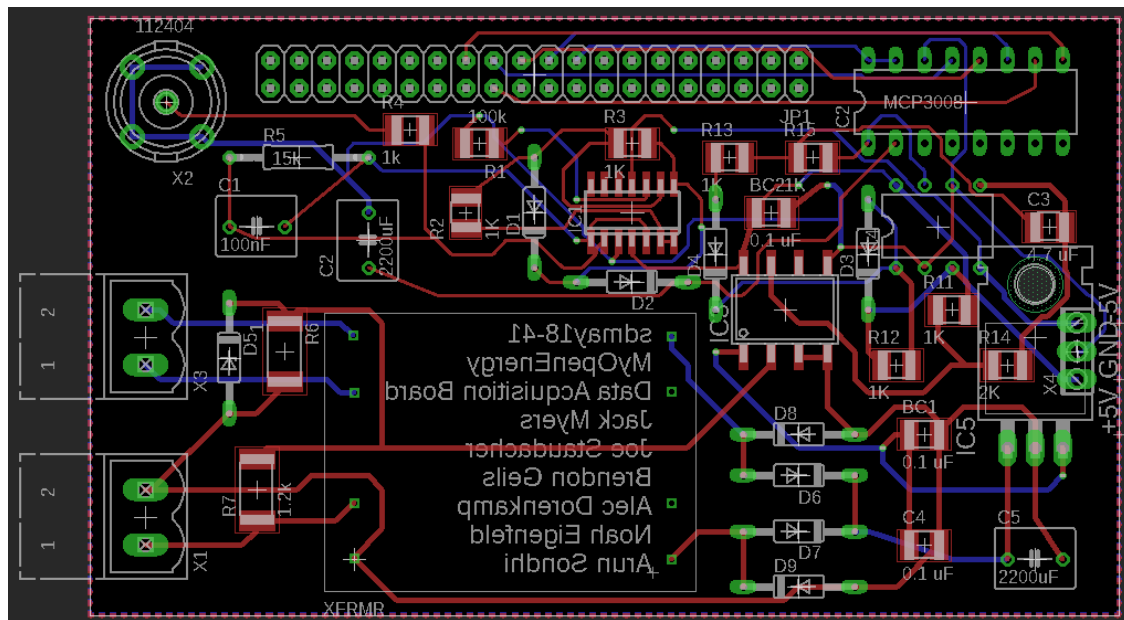 112404
X2
R4
1k
100k
R1
R3
1K
JP1
R13
1K
R15
C2
MCP3008
R5
15k
C1
100nF
C2
2200uF
R2
1K
D1
IC1
D2
D4
BC2
1K
0.1 uF
D3
C3
4.7 uF
R11
1K
R12
1K
R14
2K
X4
+5V GND-5V
2
1
X3
D5
1
R6
sdmay18-41
MyOpenEnergy
Data Acquisition Board
Jack Myers
Joe Staudacher
Brendon Geils
Alec Dorenkamp
Noah Eigenfeld
Arun Sondhi
XFRMR
2
1
X1
R7
1.2k
D8
D6
D7
D9
BC1
0.1 uF
IC5
C4
0.1 uF
C5
2200uF